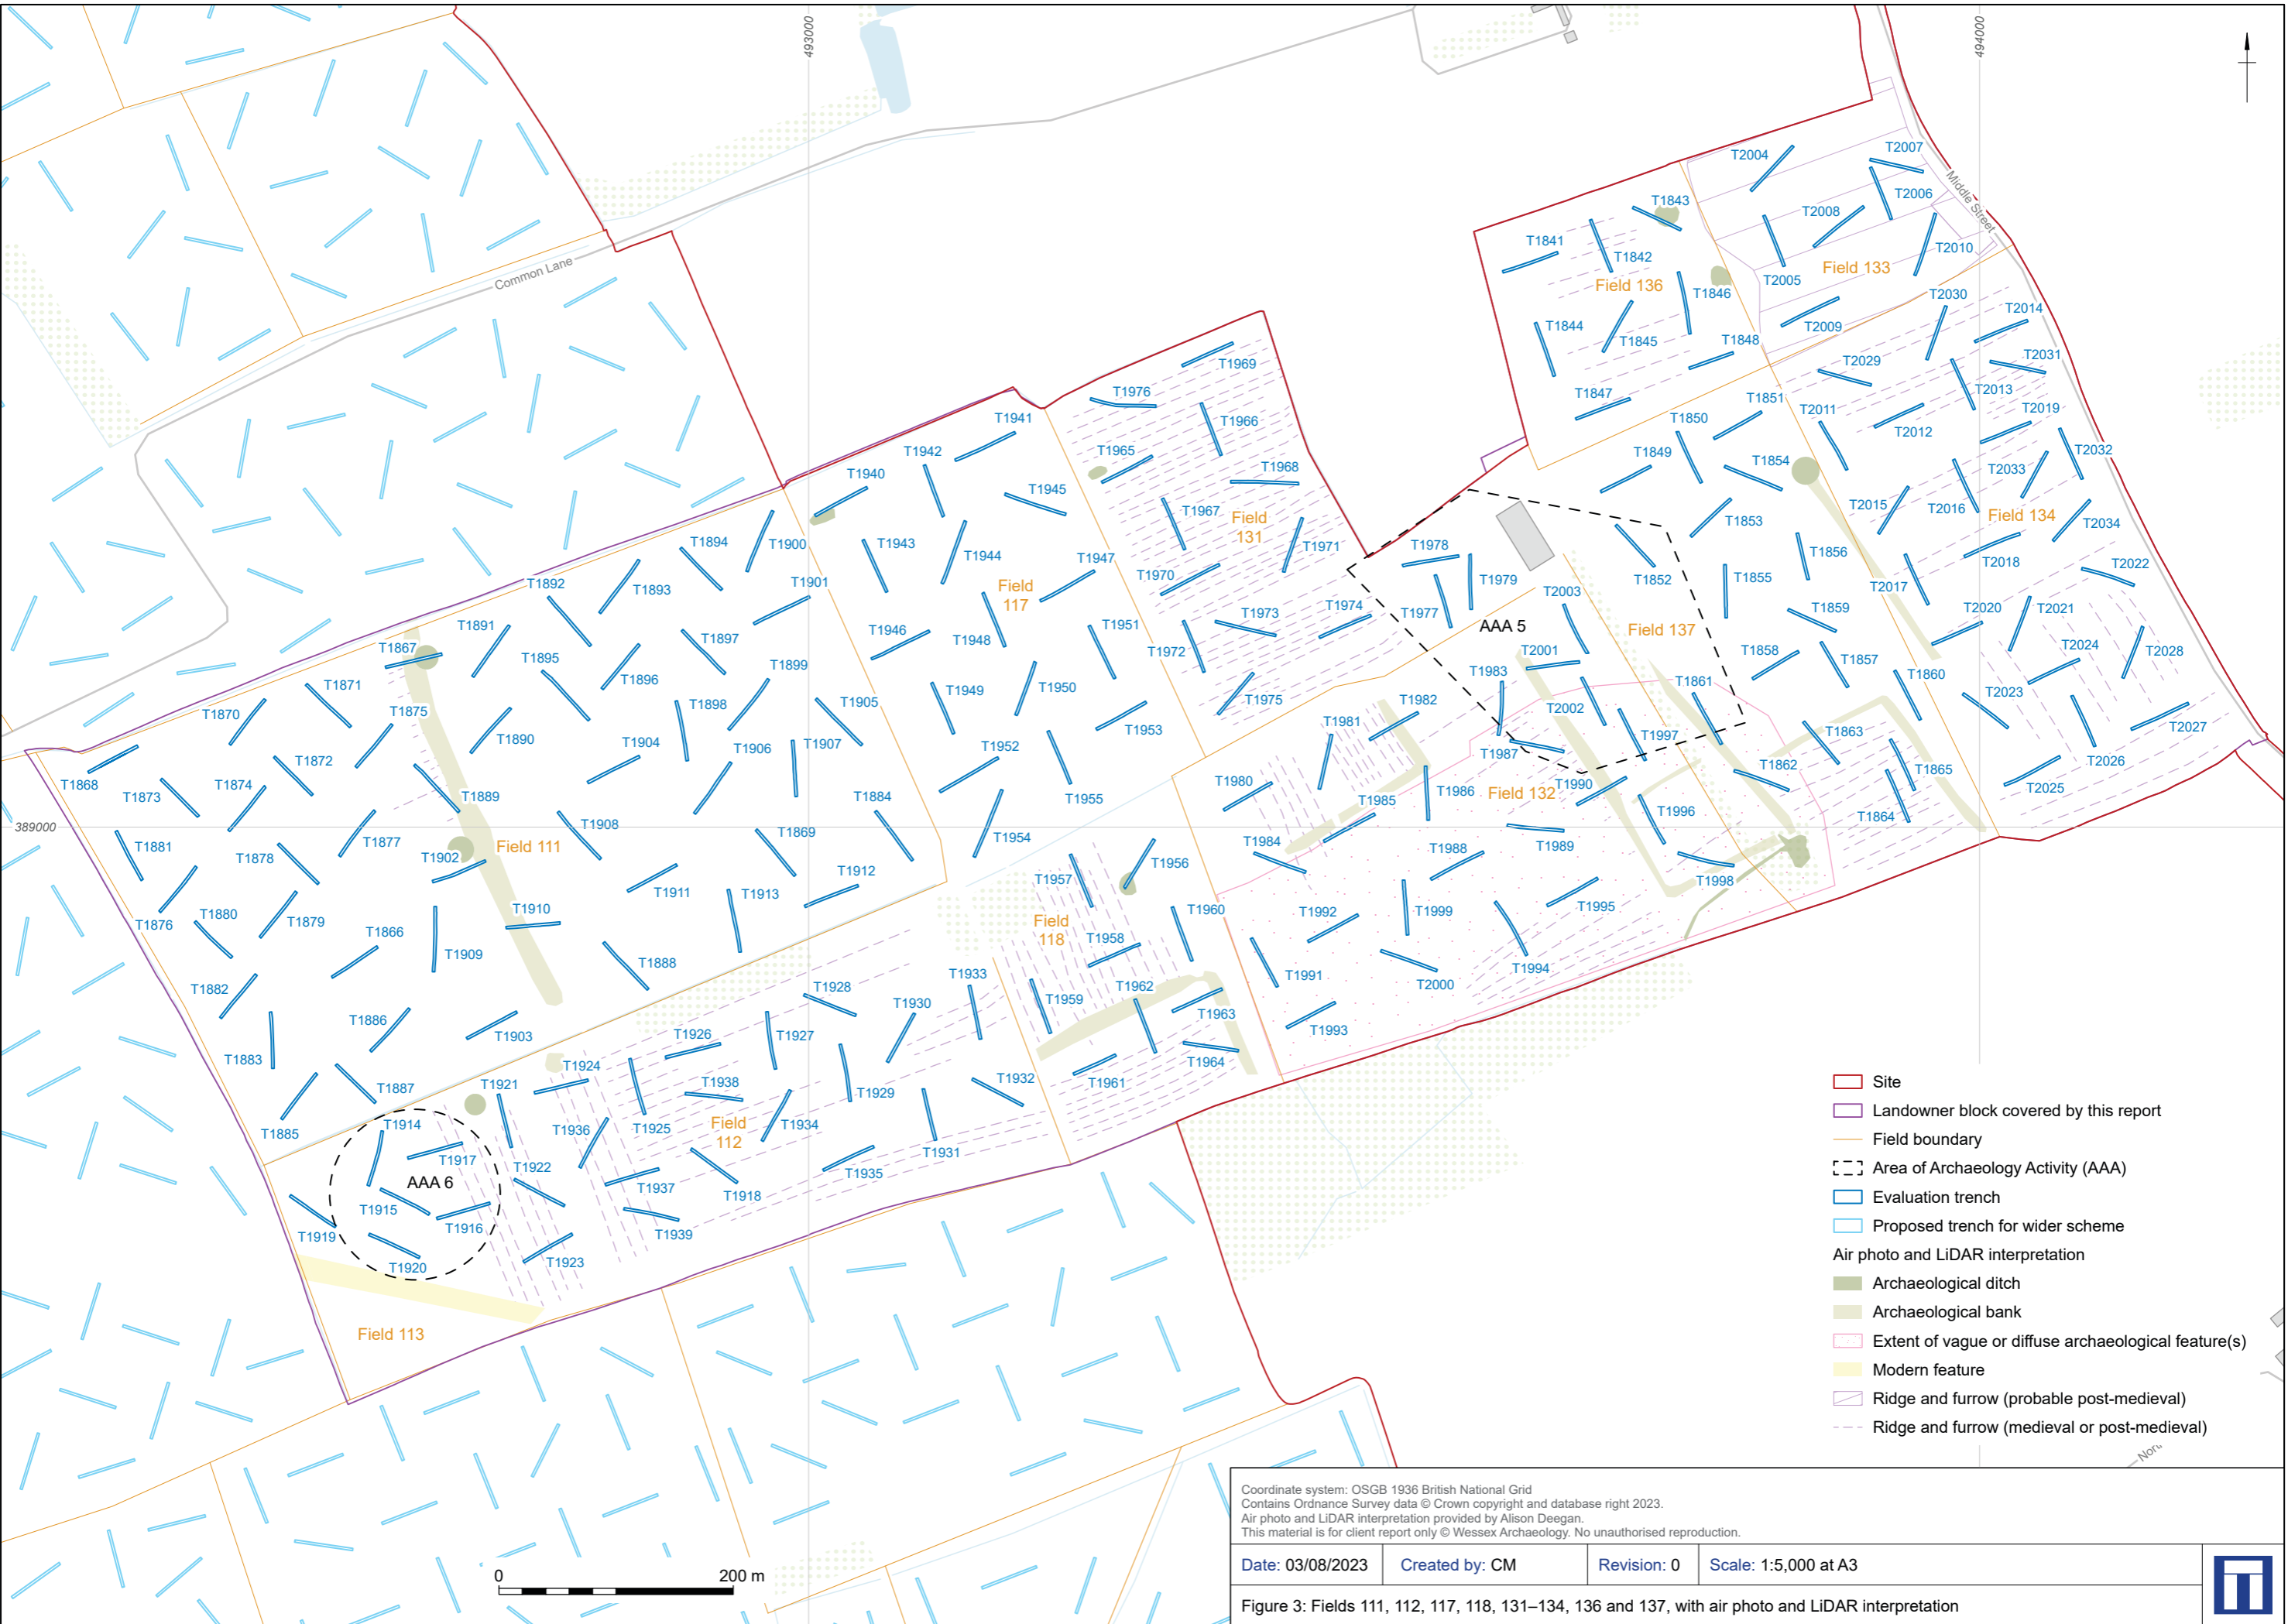 493000
494000
Common Lane
Middle Street
T2004
T2007
T2006
T2008
T2010
T2005
Field 133
T2009
T1843
T1841
T1842
Field 136
T1846
T1844
T1845
T1848
T1847
T2030
T2014
T2029
T2031
T2013
T2019
T2012
T2011
T1851
T1850
T1849
T1854
T2032
T2033
T2015
T2016
Field 134
T2034
T2018
T1853
T1856
T1852
T1855
T2017
T2022
T1859
T2020
T2021
T2024
T2028
T1858
T1857
T1860
T2023
T2027
T2026
T2025
T1969
T1976
T1966
T1965
T1968
T1967
Field
131
T1971
T1970
T1973
T1974
T1972
T1975
T1978
T1979
T1977
T2003
AAA 5
Field 137
T2001
T1983
T2002
T1861
T1997
T1987
T1863
T1862
T1865
T1864
T1982
T1981
T1980
T1985
T1986
Field 132
T1990
T1996
T1984
T1988
T1989
T1998
T1992
T1999
T1995
T1991
T1994
T2000
T1993
T1941
T1942
T1940
T1945
T1943
T1944
T1947
Field
117
T1946
T1948
T1951
T1949
T1950
T1953
T1952
T1955
T1954
T1894
T1900
T1892
T1893
T1901
T1891
T1897
T1867
T1895
T1896
T1899
T1871
T1870
T1875
T1898
T1905
T1890
T1904
T1906
T1907
T1872
T1868
T1873
T1874
T1889
T1884
389000
T1881
T1877
T1878
T1902
Field 111
T1908
T1869
T1912
T1911
T1913
T1876
T1880
T1879
T1910
T1866
T1909
T1888
T1882
T1886
T1903
T1883
T1887
T1885
T1956
T1957
Field
118
T1960
T1958
T1959
T1962
T1963
T1964
T1961
T1933
T1928
T1930
T1926
T1927
T1924
T1938
T1929
T1932
T1921
T1925
Field
112
T1934
T1936
T1931
T1935
T1914
T1917
AAA 6
T1922
T1937
T1918
T1915
T1916
T1919
T1939
T1920
T1923
Field 113
Site
Landowner block covered by this report
Field boundary
Area of Archaeology Activity (AAA)
Evaluation trench
Proposed trench for wider scheme
Air photo and LiDAR interpretation
Archaeological ditch
Archaeological bank
Extent of vague or diffuse archaeological feature(s)
Modern feature
Ridge and furrow (probable post-medieval)
Ridge and furrow (medieval or post-medieval)
0 200 m
Coordinate system: OSGB 1936 British National Grid
Contains Ordnance Survey data © Crown copyright and database right 2023.
Air photo and LiDAR interpretation provided by Alison Deegan.
This material is for client report only © Wessex Archaeology. No unauthorised reproduction.
Date: 03/08/2023 Created by: CM Revision: 0 Scale: 1:5,000 at A3
Figure 3: Fields 111, 112, 117, 118, 131–134, 136 and 137, with air photo and LiDAR interpretation